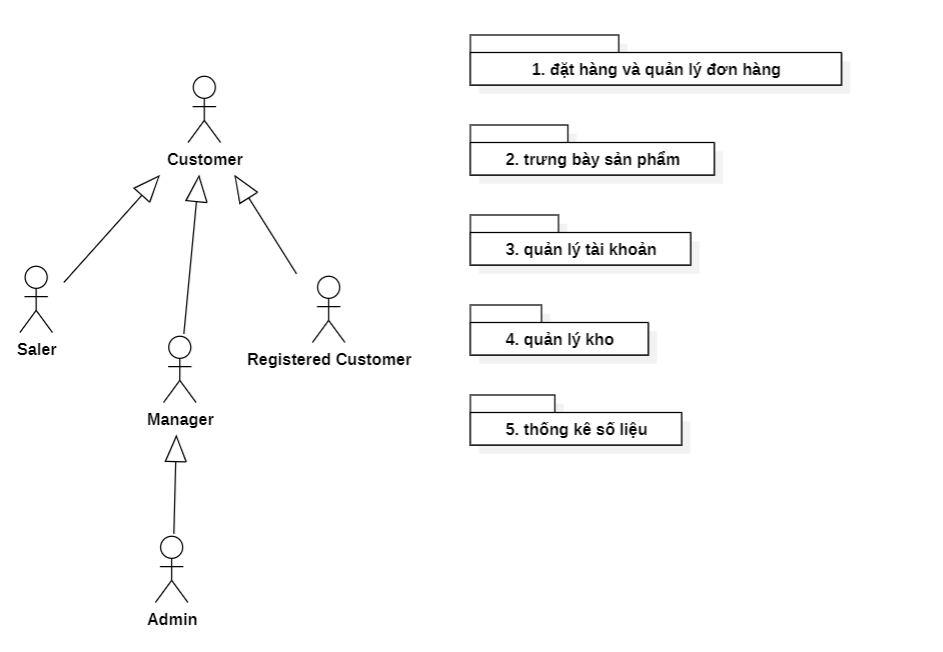 Customer
Saler
Manager
Registered Customer
Admin
1. đặt hàng và quản lý đơn hàng
2. trưng bày sản phẩm
3. quản lý tài khoản
4. quản lý kho
5. thống kê số liệu